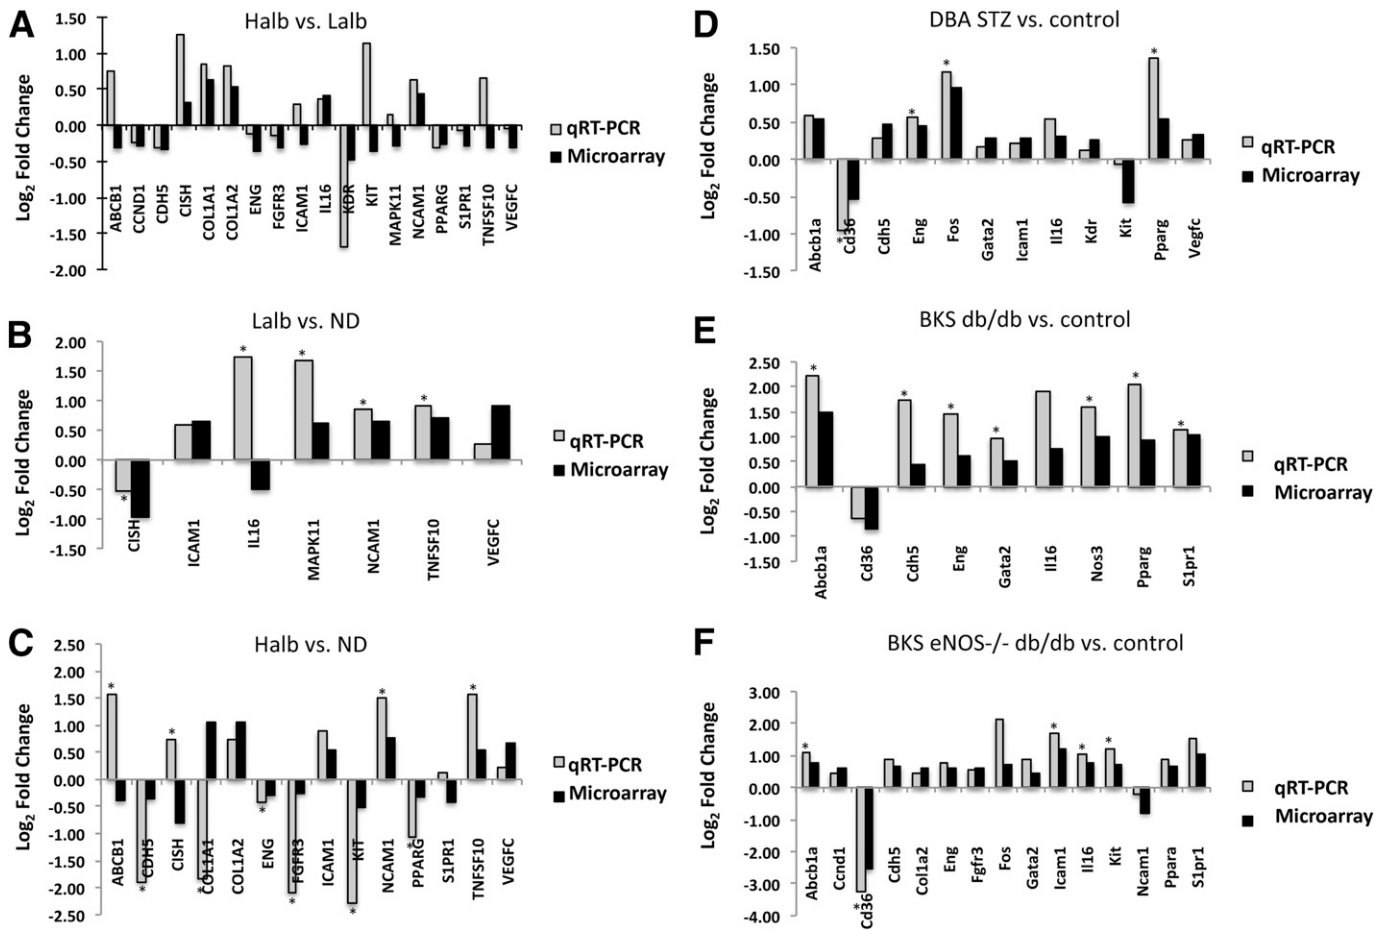 A
Halb vs. Lalb
Log2 Fold Change
1.50
1.00
0.50
0.00
-0.50
-1.00
-1.50
-2.00
ABCB1
CCND1
CDH5
CISH
COL1A1
COL1A2
ENG
FGFR3
ICAM1
IL16
KDR
KIT
MAPK11
NCAM1
PPARG
S1PR1
TNFSF10
VEGFC
qRT-PCR
Microarray
B
Lalb vs. ND
Log2 Fold Change
2.00
1.50
1.00
0.50
0.00
-0.50
-1.00
-1.50
*
*
*
*
*
CISH
ICAM1
IL16
MAPK11
NCAM1
TNFSF10
VEGFC
qRT-PCR
Microarray
C
Halb vs. ND
Log2 Fold Change
2.50
2.00
1.50
1.00
0.50
0.00
-0.50
-1.00
-1.50
-2.00
-2.50
*
*
*
*
*
*
*
*
*
*
ABCB1
CDH5
CISH
COL1A1
COL1A2
ENG
FGFR3
ICAM1
KIT
NCAM1
PPARG
S1PR1
TNFSF10
VEGFC
qRT-PCR
Microarray
D
DBA STZ vs. control
Log2 Fold Change
1.50
1.00
0.50
0.00
-0.50
-1.00
-1.50
*
*
*
*
Abcb1a
Cd36
Cdh5
Eng
Fos
Gata2
Icam1
Il16
Kdr
Kit
Pparg
Vegfc
qRT-PCR
Microarray
E
BKS db/db vs. control
Log2 Fold Change
2.50
2.00
1.50
1.00
0.50
0.00
-0.50
-1.00
-1.50
*
*
*
*
*
*
*
Abcb1a
Cd36
Cdh5
Eng
Gata2
Il16
Nos3
Pparg
S1pr1
qRT-PCR
Microarray
F
BKS eNOS-/- db/db vs. control
Log2 Fold Change
3.00
2.00
1.00
0.00
-1.00
-2.00
-3.00
-4.00
*
*
*
*
*
Abcb1a
Ccnd1
Cd36
Cdh5
Col1a2
Eng
Fgfr3
Fos
Gata2
Icam1
Il16
Kit
Ncam1
Ppara
S1pr1
qRT-PCR
Microarray